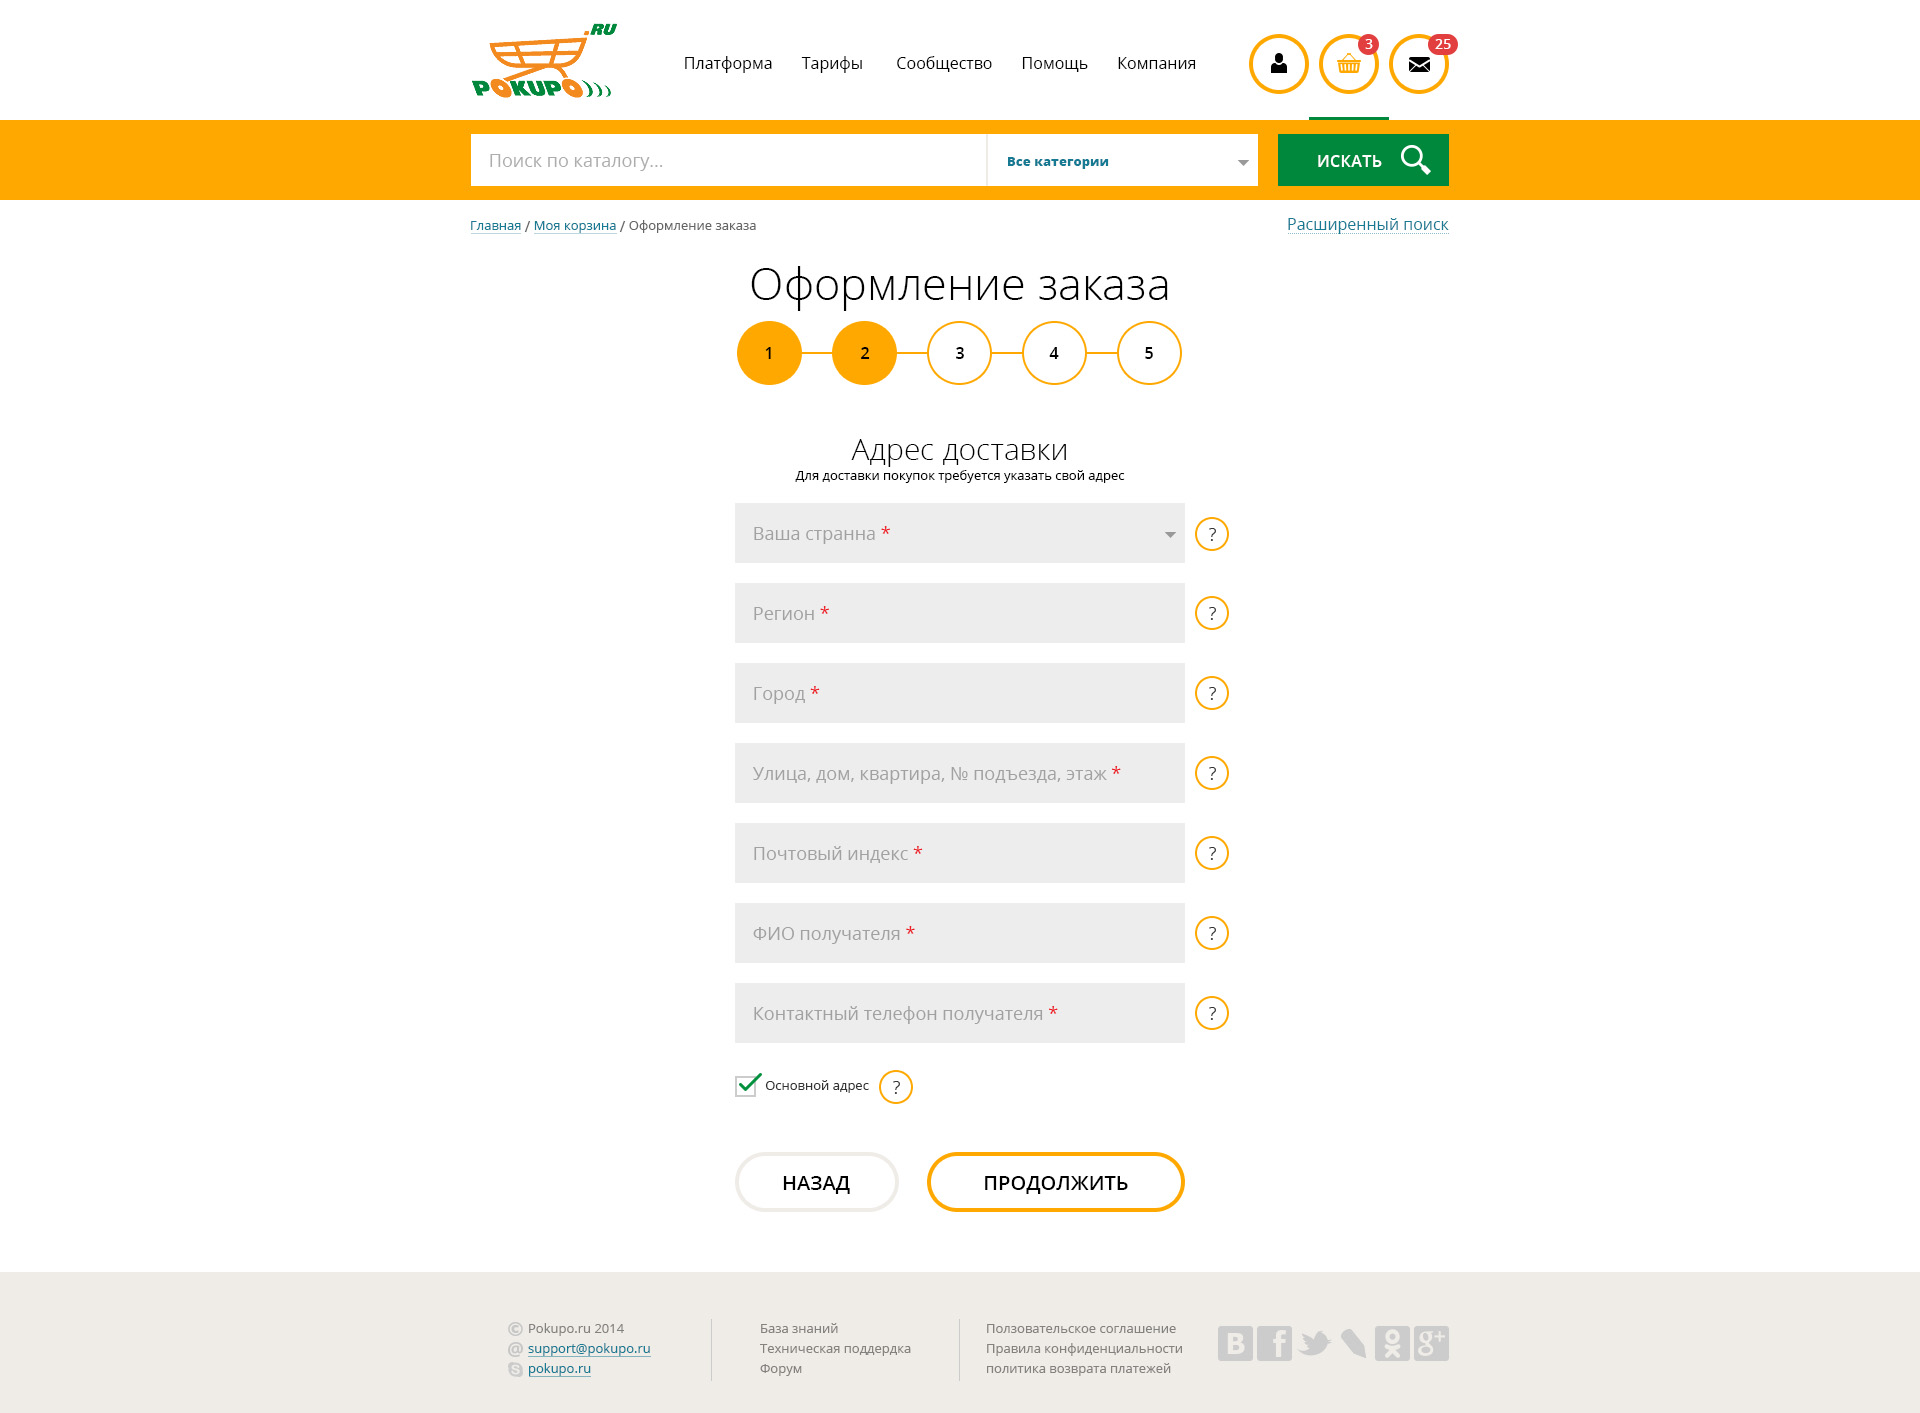 .RU
POKUPO
Платформа Тарифы Сообщество Помощь Компания
3
25
Поиск по каталогу...
Все категории
ИСКАТЬ
Главная / Моя корзина / Оформление заказа
Расширенный поиск
Оформление заказа
1 2 3 4 5
Адрес доставки
Для доставки покупок требуется указать свой адрес
Ваша странна *
?
Регион *
?
Город *
?
Улица, дом, квартира, № подъезда, этаж *
?
Почтовый индекс *
?
ФИО получателя *
?
Контактный телефон получателя *
?
Основной адрес
?
НАЗАД
ПРОДОЛЖИТЬ
© Pokupo.ru 2014
@ support@pokupo.ru
pokupo.ru
База знаний
Техническая поддердка
Форум
Ползовательское соглашение
Правила конфиденциальности
политика возврата платежей
B f g+